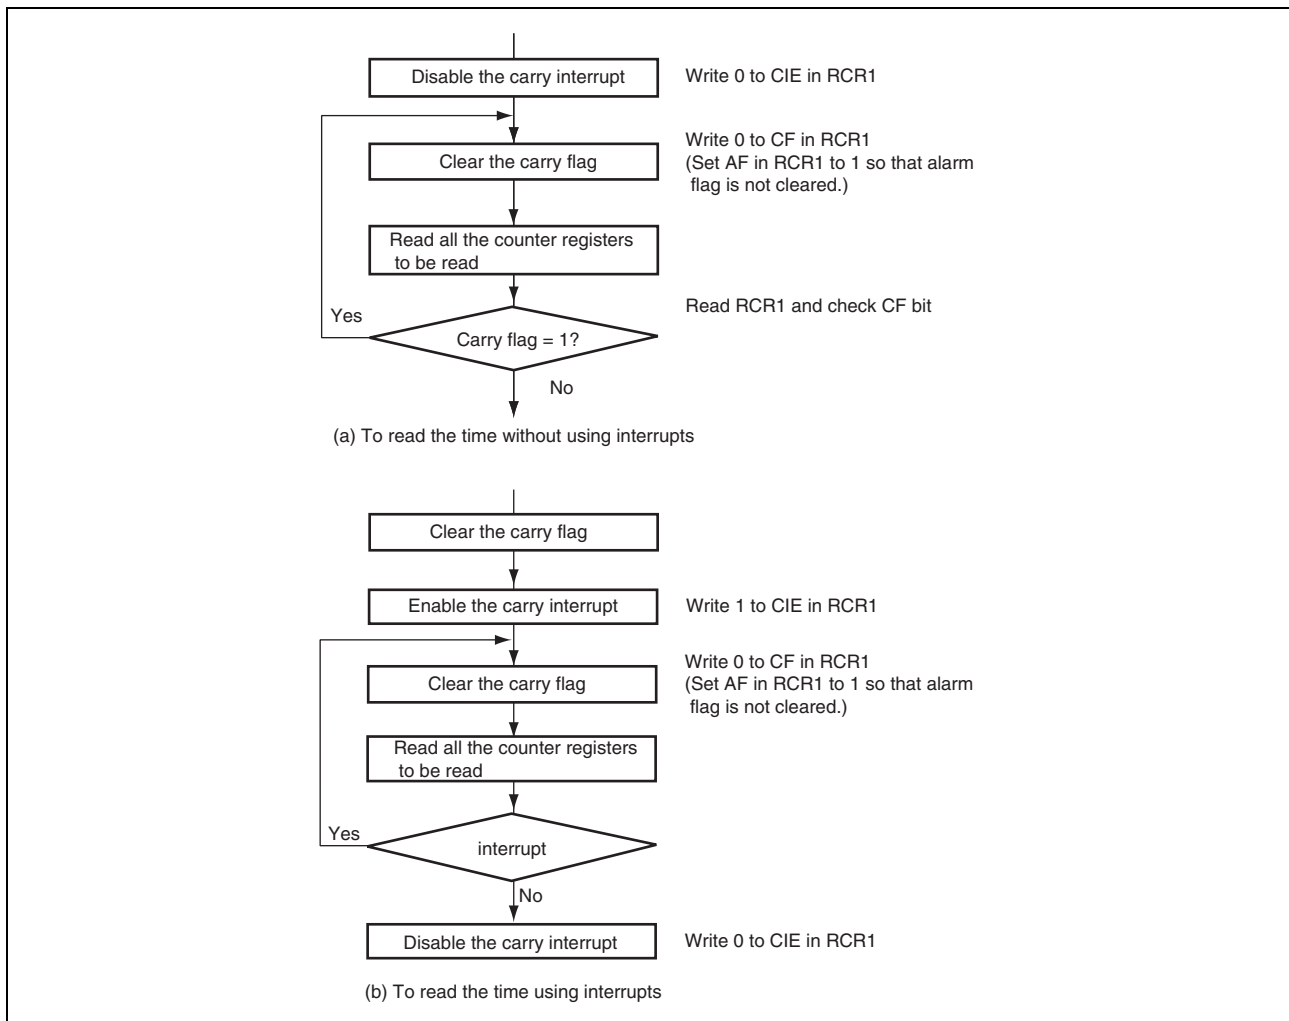 Disable the carry interrupt
Write 0 to CIE in RCR1
Clear the carry flag
Write 0 to CF in RCR1
(Set AF in RCR1 to 1 so that alarm
flag is not cleared.)
Read all the counter registers
to be read
Read RCR1 and check CF bit
Yes
Carry flag = 1?
No
(a) To read the time without using interrupts
Clear the carry flag
Enable the carry interrupt
Write 1 to CIE in RCR1
Clear the carry flag
Write 0 to CF in RCR1
(Set AF in RCR1 to 1 so that alarm
flag is not cleared.)
Read all the counter registers
to be read
Yes
interrupt
No
Disable the carry interrupt
Write 0 to CIE in RCR1
(b) To read the time using interrupts